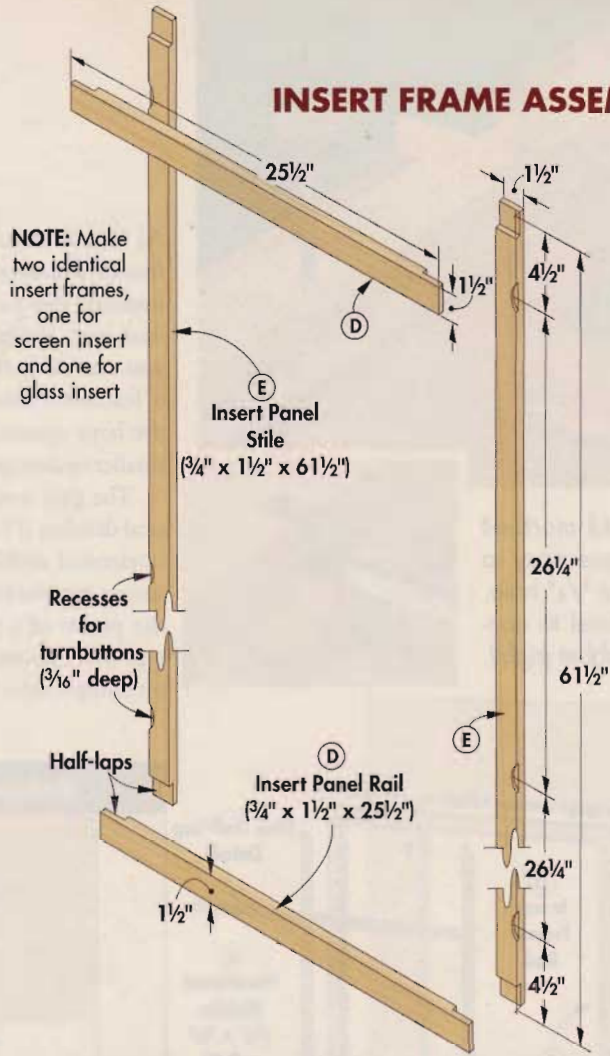 INSERT FRAME ASSEM
25½"
1½"
4½"
NOTE: Make
two identical
insert frames,
one for
screen insert
and one for
glass insert
1½"
D
E
Insert Panel
Stile
(¾" x 1½" x 61½")
26¼"
Recesses
for
turnbuttons
(3/16" deep)
61½"
E
Half-laps
D
Insert Panel Rail
(¾" x 1½" x 25½")
1½"
26¼"
4½"